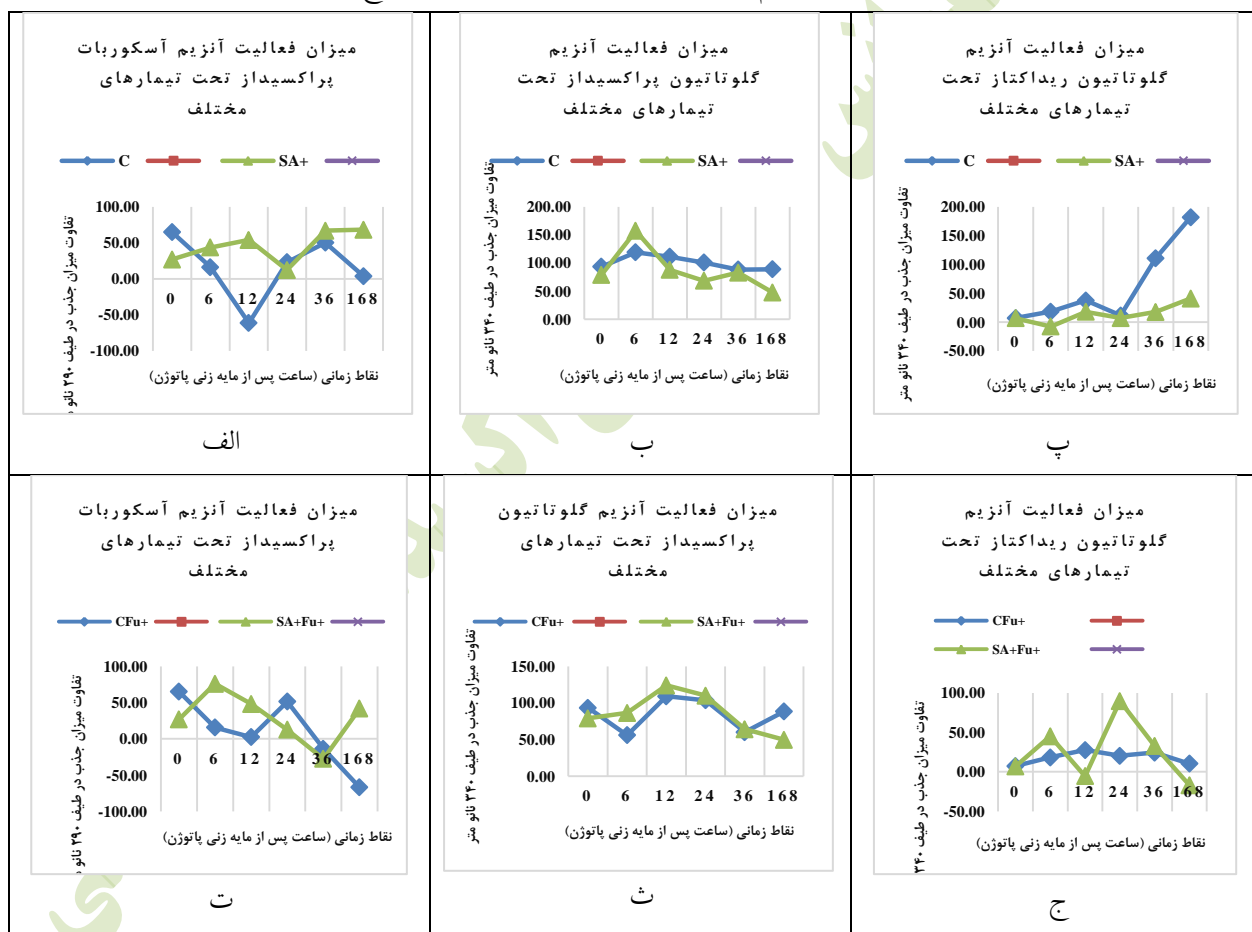 میزان فعالیت آنزیم آسکوربات
پراکسیداز تحت تیمارهای
مختلف
C SA+
تفاوت میزان جذب در طیف ۲۹۰ نانو
100.00
50.00
0.00
-50.00
-100.00
0 6 12 24 36 168
نقاط زمانی (ساعت پس از مایه زنی پاتوژن)
الف
میزان فعالیت آنزیم
گلوتاتیون پراکسیداز تحت
تیمارهای مختلف
C SA+
تفاوت میزان جذب در طیف ۳۴۰ نانو متر
200.00
150.00
100.00
50.00
0.00
0 6 12 24 36 168
نقاط زمانی (ساعت پس از مایه زنی پاتوژن)
ب
میزان فعالیت آنزیم
گلوتاتیون ریداکتاز تحت
تیمارهای مختلف
C SA+
تفاوت میزان جذب در طیف ۳۴۰ نانو متر
200.00
150.00
100.00
50.00
0.00
-50.00
0 6 12 24 36 168
نقاط زمانی (ساعت پس از مایه زنی پاتوژن)
پ
میزان فعالیت آنزیم آسکوربات
پراکسیداز تحت تیمارهای
مختلف
CFu+ SA+Fu+
تفاوت میزان جذب در طیف ۲۹۰ نانو
100.00
50.00
0.00
-50.00
-100.00
0 6 12 24 36 168
نقاط زمانی (ساعت پس از مایه زنی پاتوژن)
ت
میزان فعالیت آنزیم گلوتاتیون
پراکسیداز تحت تیمارهای
مختلف
CFu+ SA+Fu+
تفاوت میزان جذب در طیف ۳۴۰ نانو متر
150.00
100.00
50.00
0.00
0 6 12 24 36 168
نقاط زمانی (ساعت پس از مایه زنی پاتوژن)
ث
میزان فعالیت آنزیم
گلوتاتیون ریداکتاز تحت
تیمارهای مختلف
CFu+
SA+Fu+
تفاوت میزان جذب در طیف ۳۴۰
100.00
50.00
0.00
-50.00
0 6 12 24 36 168
نقاط زمانی (ساعت پس از مایه زنی پاتوژن)
ج